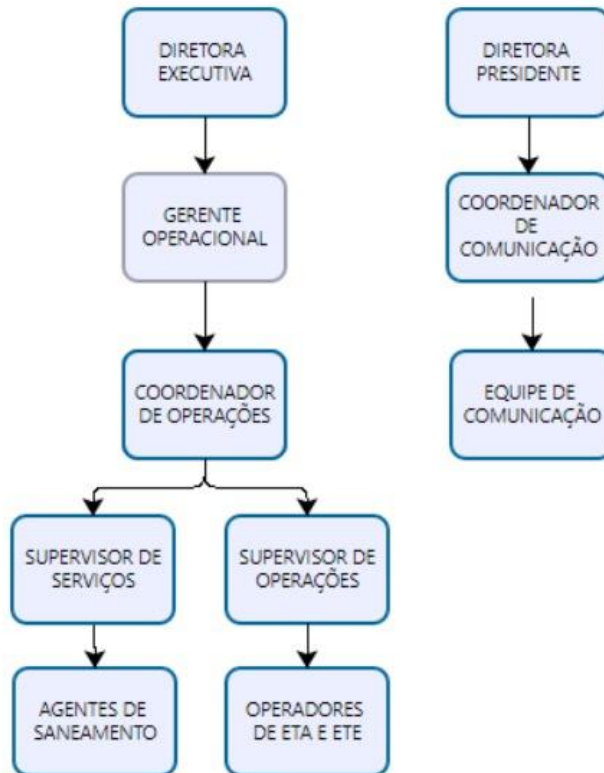 DIRETORA
EXECUTIVA
DIRETORA
PRESIDENTE
GERENTE
OPERACIONAL
COORDENADOR
DE
COMUNICAÇÃO
COORDENADOR
DE OPERAÇÕES
EQUIPE DE
COMUNICAÇÃO
SUPERVISOR DE
SERVIÇOS
SUPERVISOR DE
OPERAÇÕES
AGENTES DE
SANEAMENTO
OPERADORES
DE ETA E ETE